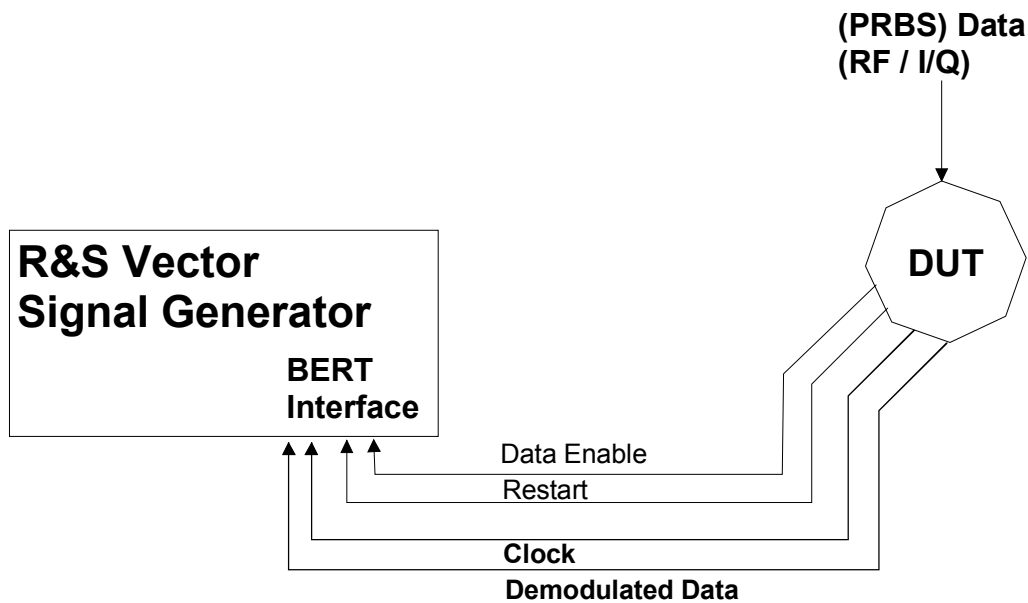 (PRBS) Data
(RF / I/Q)
R&S Vector
Signal Generator
DUT
BERT
Interface
Data Enable
Restart
Clock
Demodulated Data